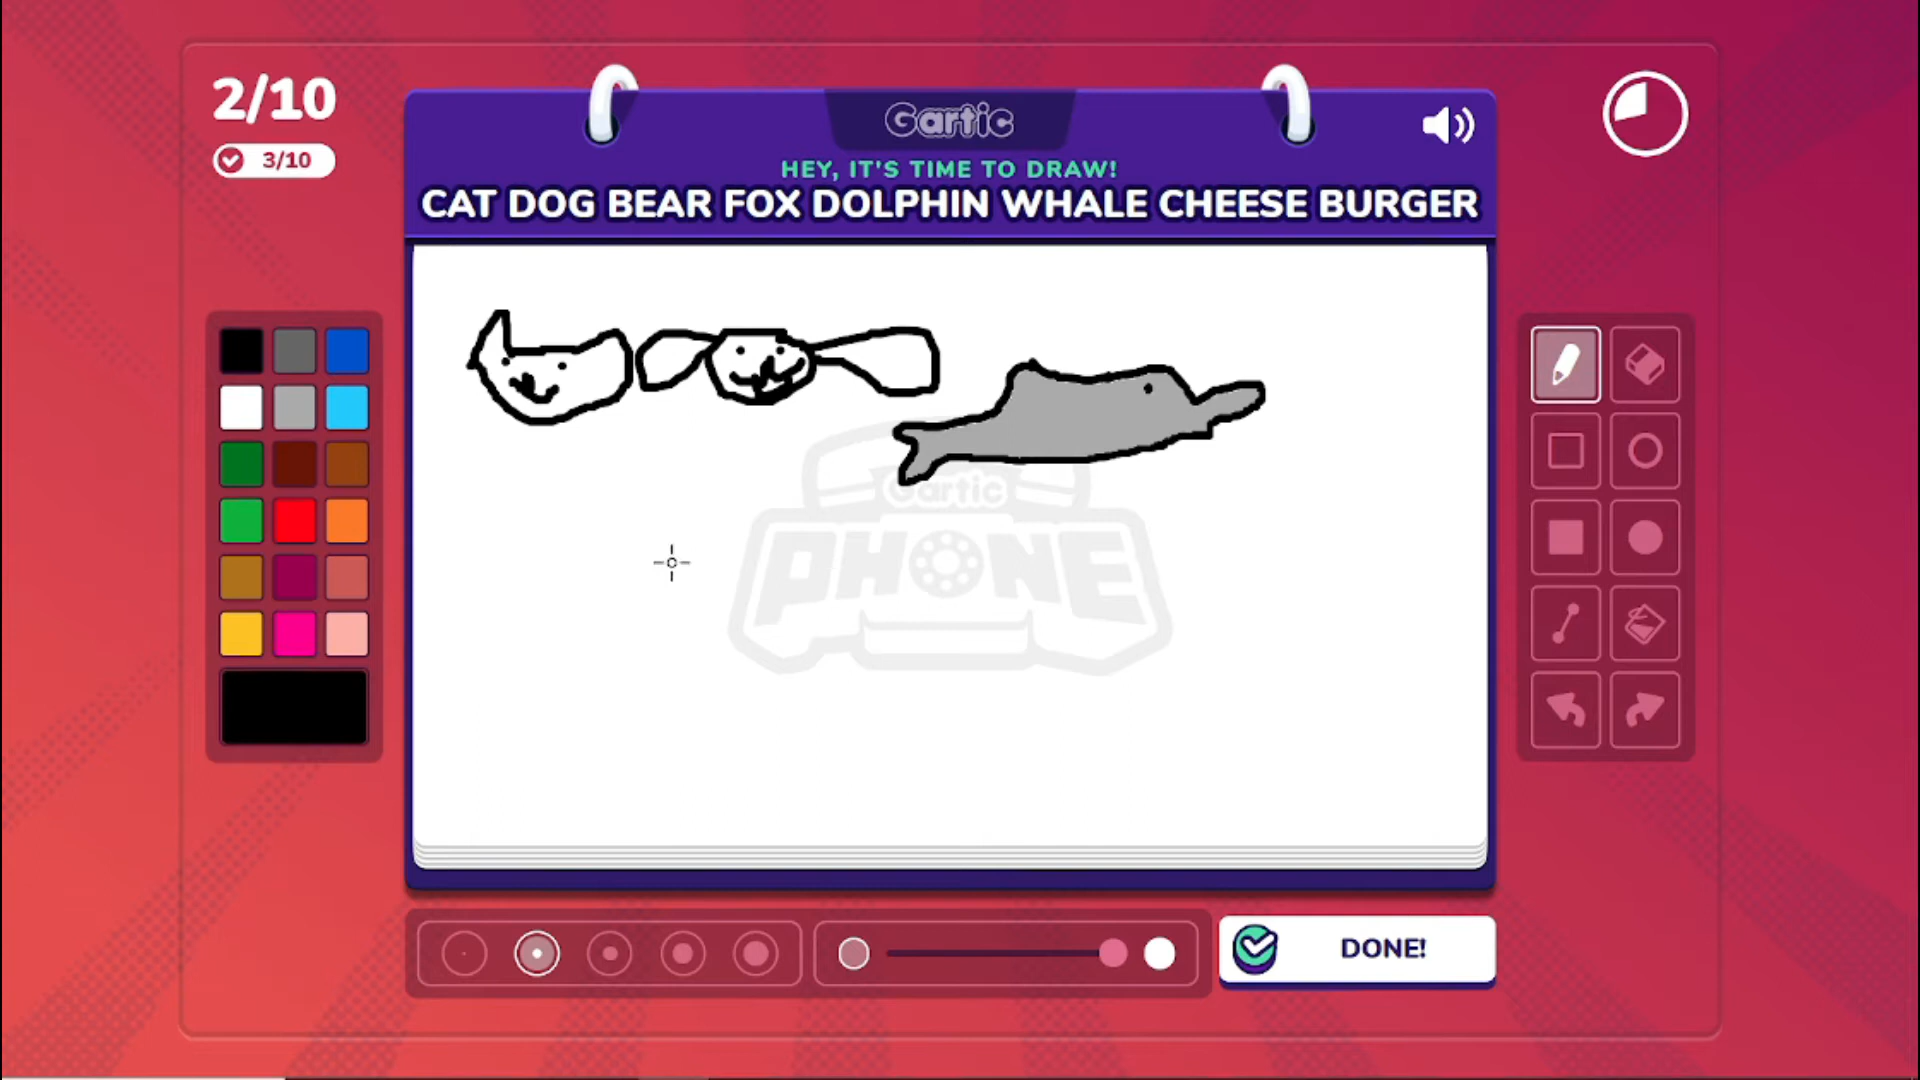 2/10
3/10
Gartic
HEY, IT'S TIME TO DRAW!
CAT DOG BEAR FOX DOLPHIN WHALE CHEESE BURGER
Gartic
PHONE
DONE!